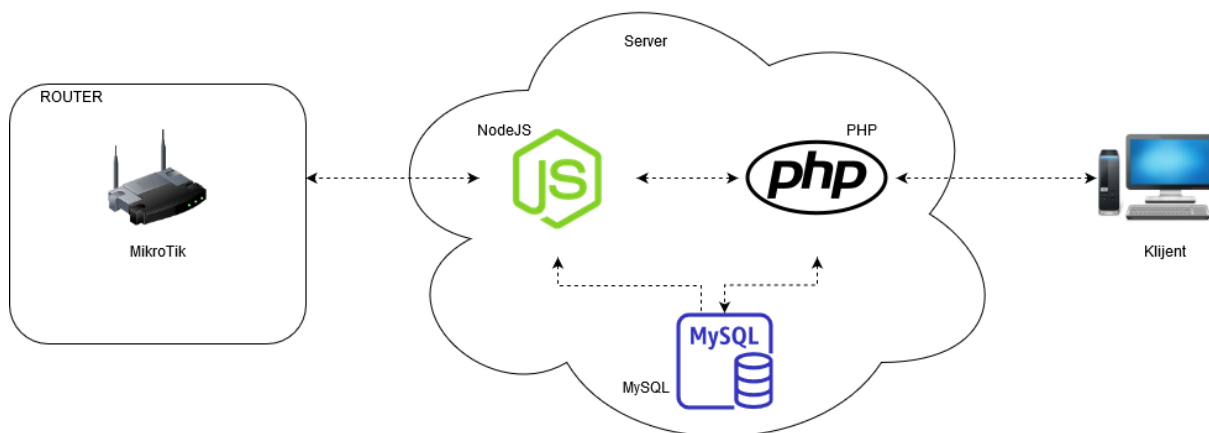 Server
ROUTER
NodeJS
PHP
JS
php
MikroTik
Klijent
MySQL
MySQL